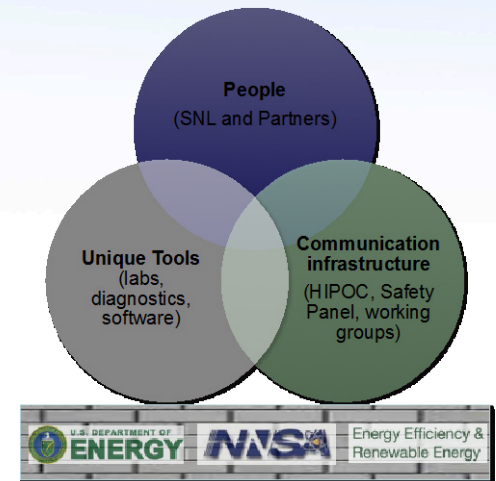 People
(SNL and Partners)
Unique Tools
(labs,
diagnostics,
software)
Communication
infrastructure
(HIPOC, Safety
Panel, working
groups)
U.S. DEPARTMENT OF
ENERGY
NNSA
Energy Efficiency &
Renewable Energy